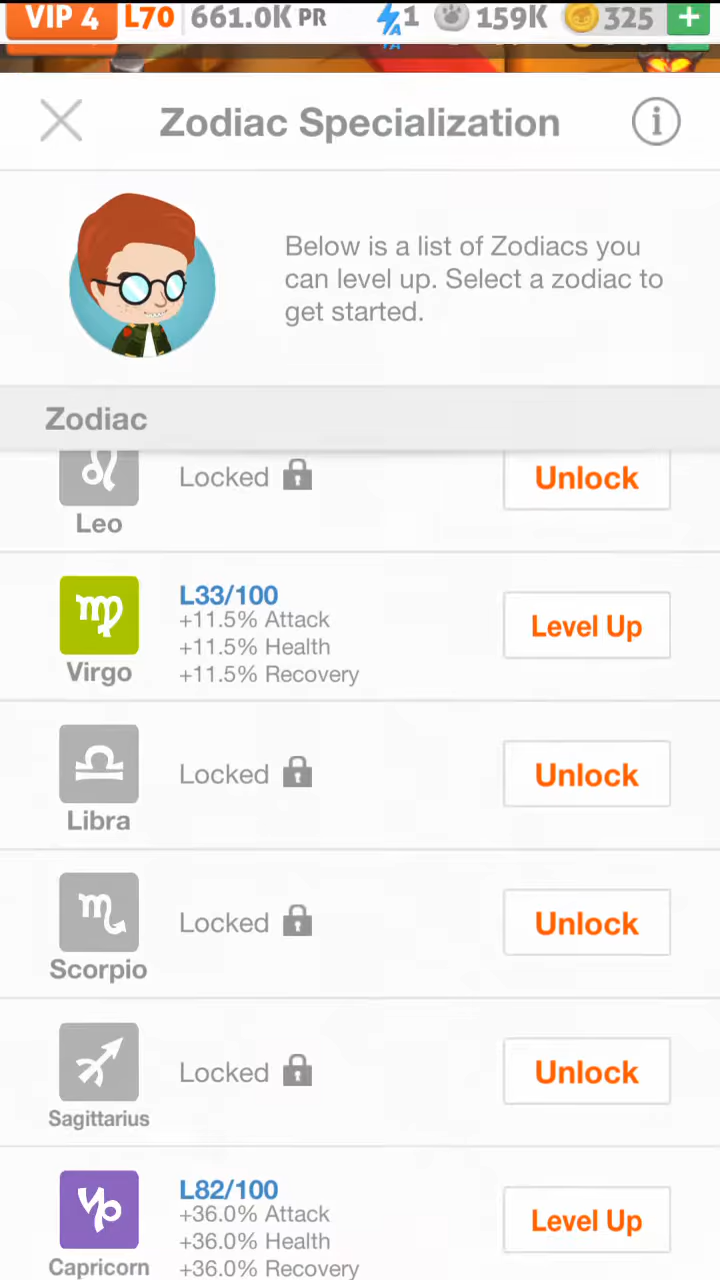 VIP 4 L70 661.0K PR 1 159K 325 +
Zodiac Specialization
Below is a list of Zodiacs you
can level up. Select a zodiac to
get started.
Zodiac
Locked Unlock
Leo
L33/100
+11.5% Attack
+11.5% Health
+11.5% Recovery
Level Up
Virgo
Locked Unlock
Libra
Locked Unlock
Scorpio
Locked Unlock
Sagittarius
L82/100
+36.0% Attack
+36.0% Health
+36.0% Recovery
Level Up
Capricorn